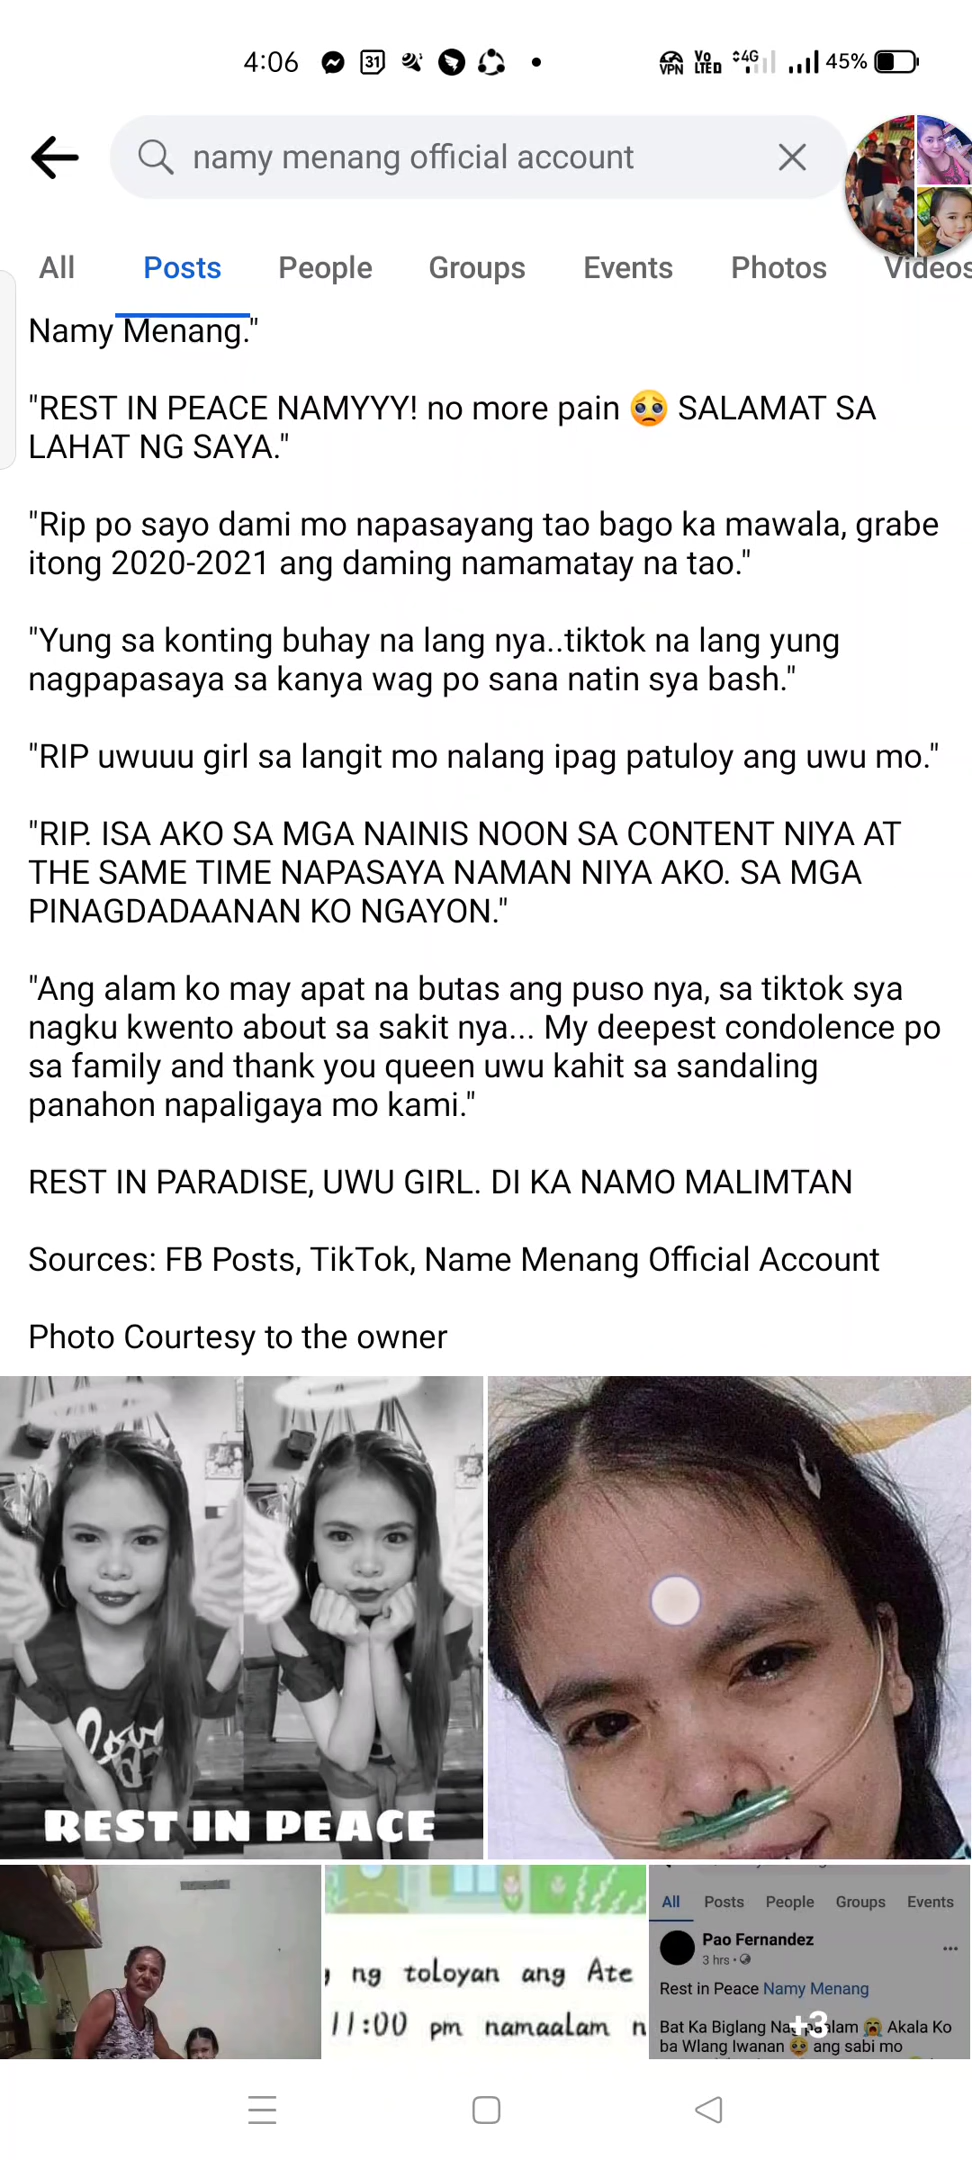 4:06
31
VPN
Vo
LTE D
4G
45%
namy menang official account
All Posts People Groups Events Photos Videos
Namy Menang."
"REST IN PEACE NAMYYY! no more pain 🥺 SALAMAT SA
LAHAT NG SAYA."
"Rip po sayo dami mo napasayang tao bago ka mawala, grabe
itong 2020-2021 ang daming namamatay na tao."
"Yung sa konting buhay na lang nya..tiktok na lang yung
nagpapasaya sa kanya wag po sana natin sya bash."
"RIP uwuuu girl sa langit mo nalang ipag patuloy ang uwu mo."
"RIP. ISA AKO SA MGA NAINIS NOON SA CONTENT NIYA AT
THE SAME TIME NAPASAYA NAMAN NIYA AKO. SA MGA
PINAGDADAANAN KO NGAYON."
"Ang alam ko may apat na butas ang puso nya, sa tiktok sya
nagku kwento about sa sakit nya... My deepest condolence po
sa family and thank you queen uwu kahit sa sandaling
panahon napaligaya mo kami."
REST IN PARADISE, UWU GIRL. DI KA NAMO MALIMTAN
Sources: FB Posts, TikTok, Name Menang Official Account
Photo Courtesy to the owner
REST IN PEACE
ng toloyan ang Ate
11:00 pm namaalam n
All Posts People Groups Events
Pao Fernandez
3 hrs
Rest in Peace Namy Menang
Bat Ka Biglang 😭 Akala Ko
ba Wlang Iwanan 🥺 ang sabi mo
+3